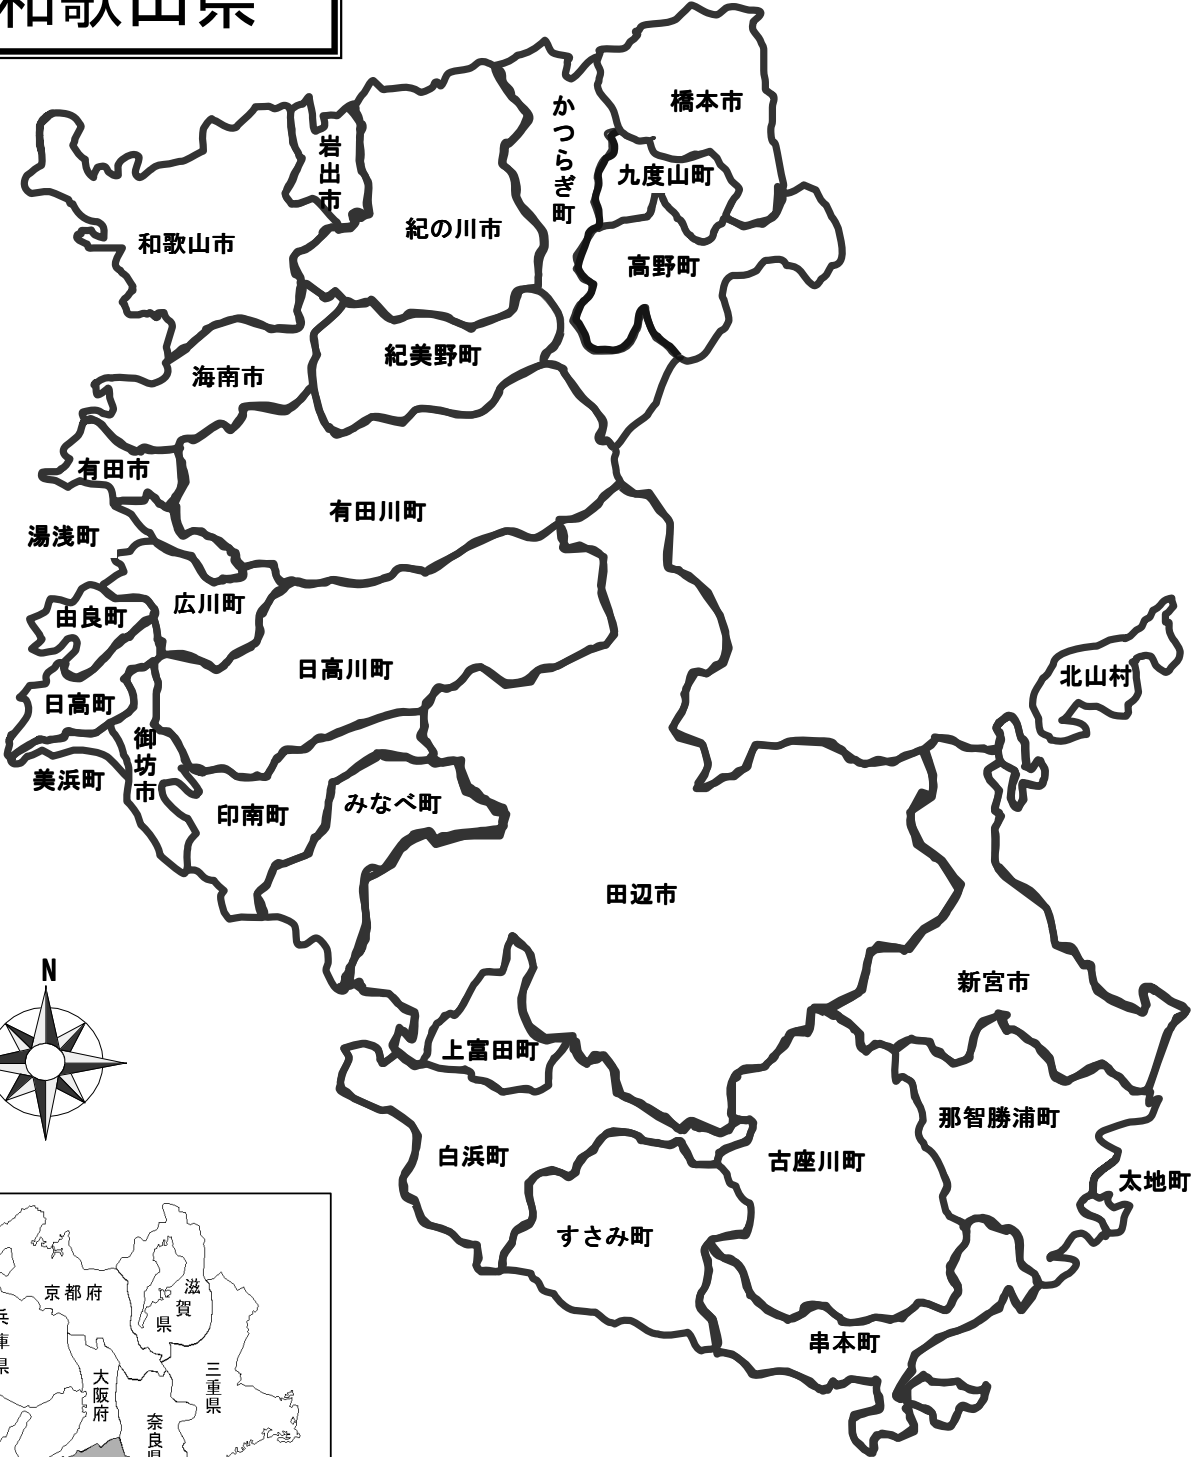 和歌山県
橋本市
かつらぎ町
岩出市
九度山町
紀の川市
和歌山市
高野町
紀美野町
海南市
有田市
有田川町
湯浅町
広川町
由良町
日高川町
北山村
日高町
御坊市
美浜町
みなべ町
印南町
田辺市
N
新宮市
上富田町
那智勝浦町
白浜町
古座川町
太地町
すさみ町
串本町
京都府
滋賀県
兵庫県
三重県
大阪府
奈良県